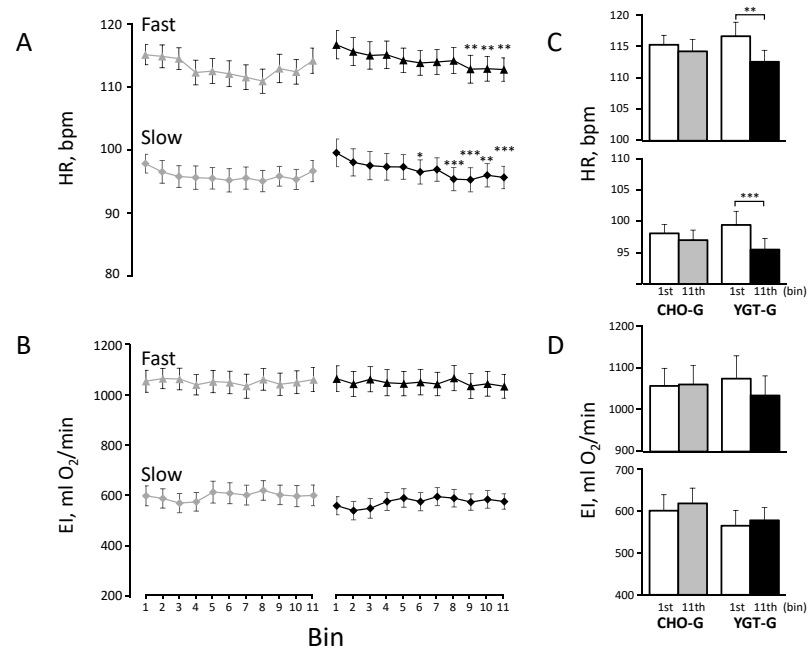 A
Fast
120
110
100
90
80
HR, bpm
Slow
** ** **
* *** *** ** ***
B
Fast
1200
1000
800
600
400
200
EI, ml O2/min
Slow
1 2 3 4 5 6 7 8 9 10 11
1 2 3 4 5 6 7 8 9 10 11
Bin
C
120
115
110
105
100
**
HR, bpm
110
105
100
95
***
1st 11th 1st 11th (bin)
CHO-G YGT-G
D
1200
1100
1000
900
EI, ml O2/min
700
600
500
400
1st 11th 1st 11th (bin)
CHO-G YGT-G